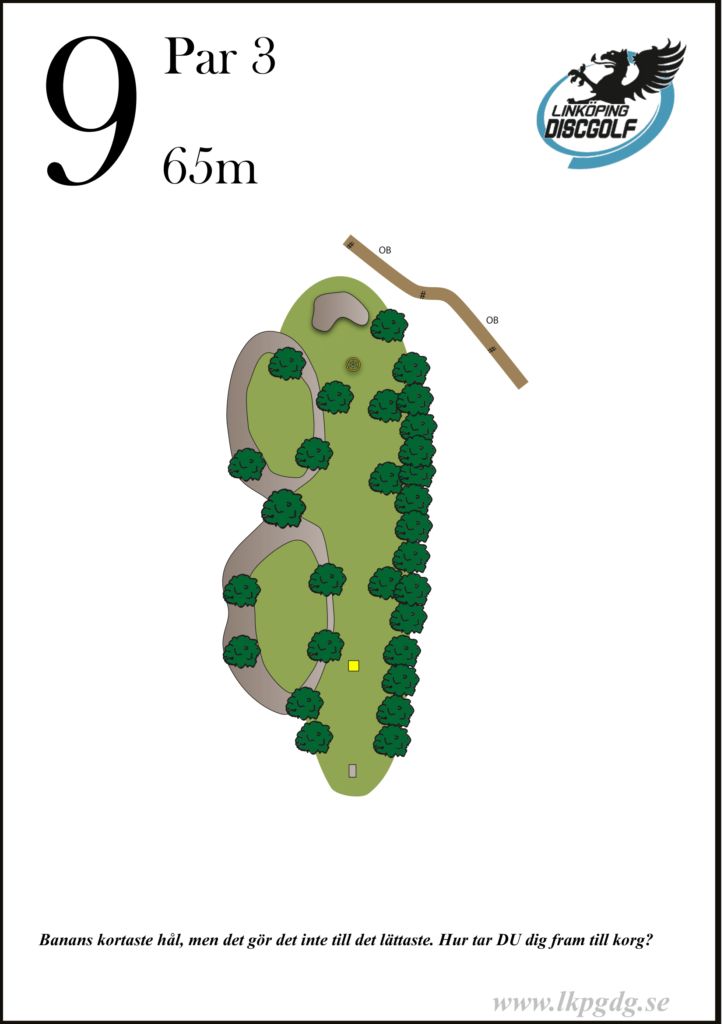 9
Par 3
65m
LINKÖPING
DISCGOLF
# OB
#
OB
#
Banans kortaste hål, men det gör det inte till det lättaste. Hur tar DU dig fram till korg?
www.lkpgdg.se